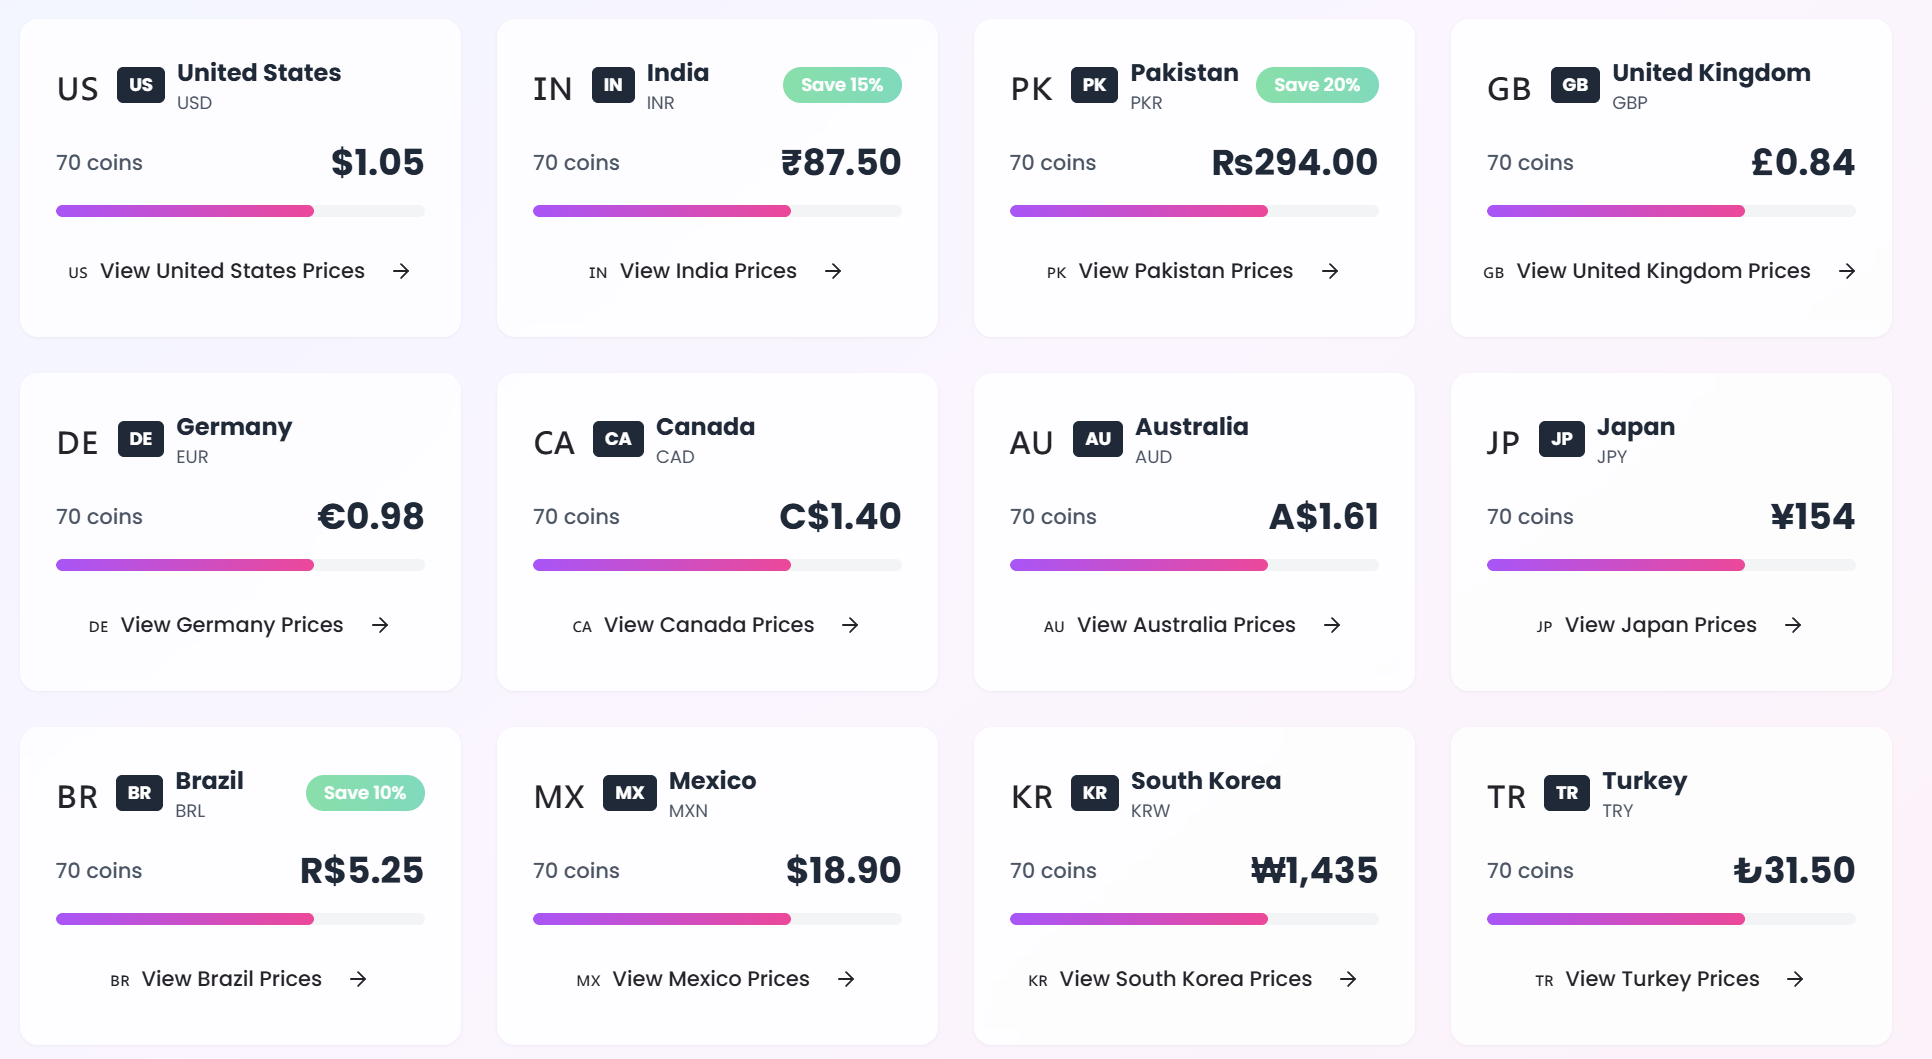 US US United States
USD
70 coins $1.05
US View United States Prices →
IN IN India Save 15%
INR
70 coins ₹87.50
IN View India Prices →
PK PK Pakistan Save 20%
PKR
70 coins Rs294.00
PK View Pakistan Prices →
GB GB United Kingdom
GBP
70 coins £0.84
GB View United Kingdom Prices →
DE DE Germany
EUR
70 coins €0.98
DE View Germany Prices →
CA CA Canada
CAD
70 coins C$1.40
CA View Canada Prices →
AU AU Australia
AUD
70 coins A$1.61
AU View Australia Prices →
JP JP Japan
JPY
70 coins ¥154
JP View Japan Prices →
BR BR Brazil Save 10%
BRL
70 coins R$5.25
BR View Brazil Prices →
MX MX Mexico
MXN
70 coins $18.90
MX View Mexico Prices →
KR KR South Korea
KRW
70 coins ₩1,435
KR View South Korea Prices →
TR TR Turkey
TRY
70 coins ₺31.50
TR View Turkey Prices →